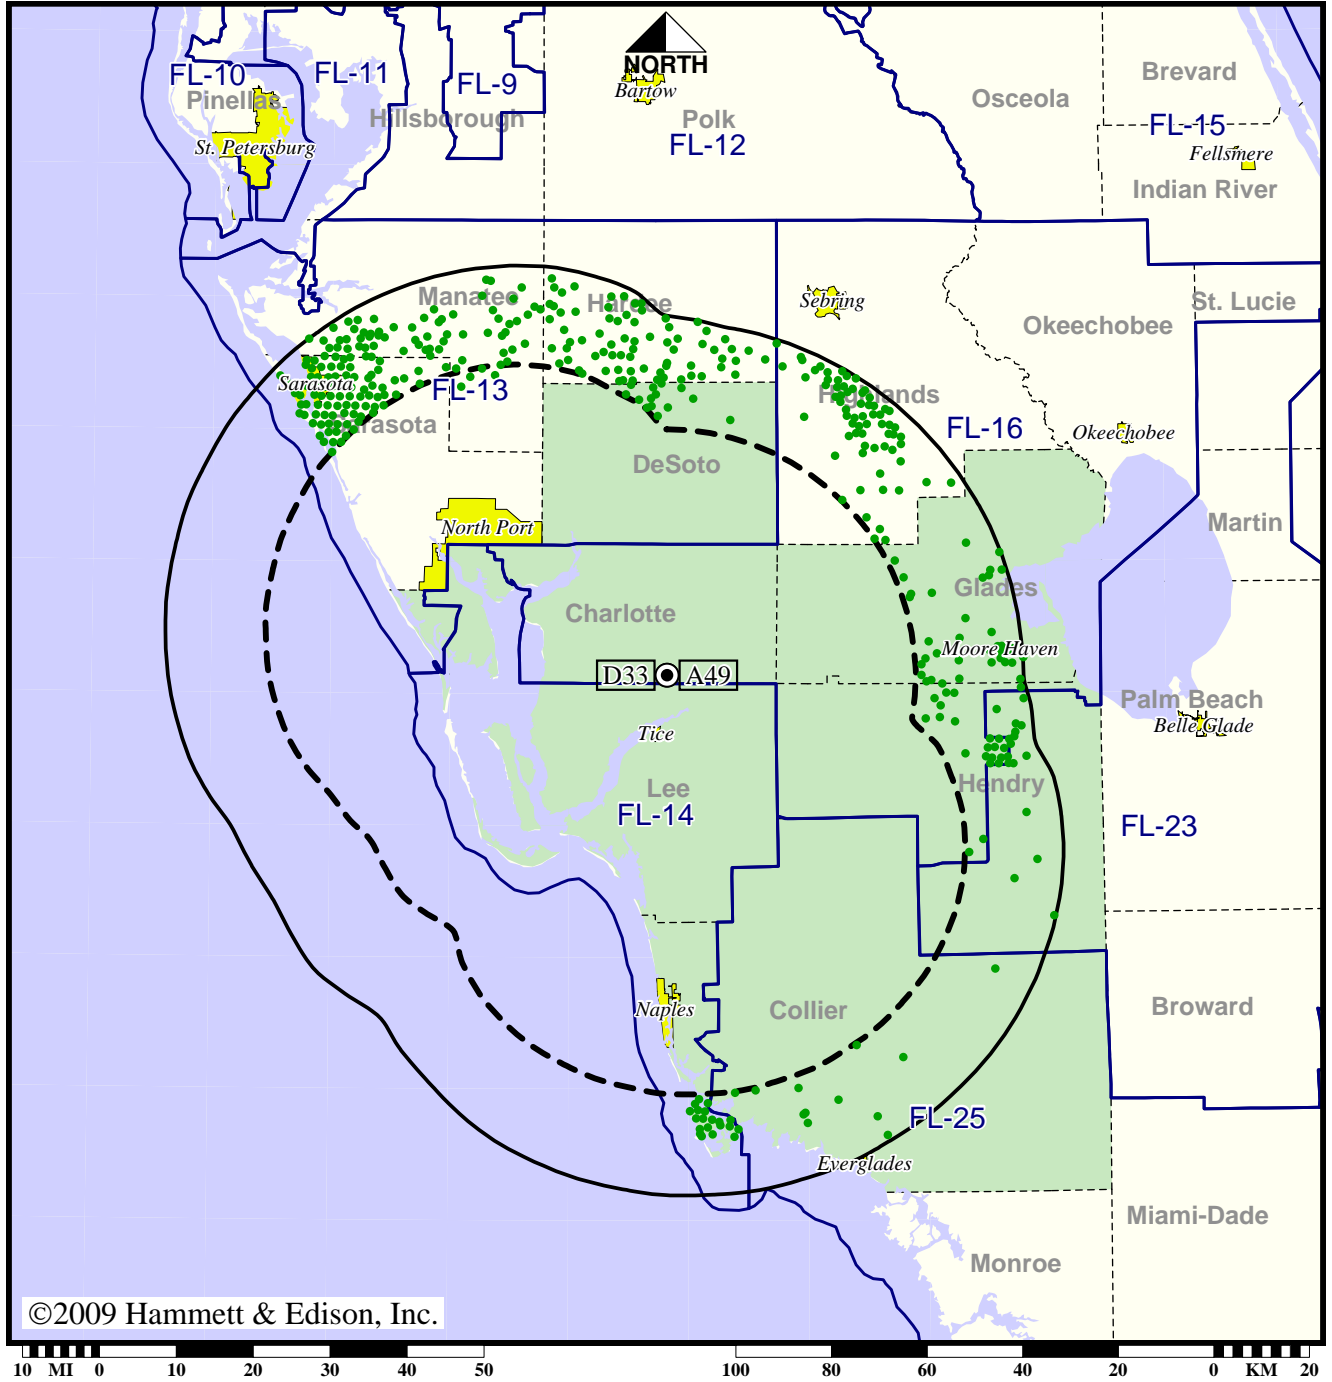 FL-10
FL-11
FL-9
NORTH
Bartow
Pinellas
Hillsborough
Polk
FL-12
Osceola
Brevard
FL-15
Fellsmere
Indian River
St. Petersburg
Manatee
Hardee
Sebring
St. Lucie
Okeechobee
Sarasota
FL-13
Highlands
FL-16
Okeechobee
Sarasota
DeSoto
Martin
North Port
Glades
Charlotte
Moore Haven
D33 A49
Palm Beach
Belle Glade
Tice
Lee
Hendry
FL-14
FL-23
Naples
Collier
Broward
FL-25
Everglades
Miami-Dade
Monroe
©2009 Hammett & Edison, Inc.
10 MI 0 10 20 30 40 50 100 80 60 40 20 0 KM 20